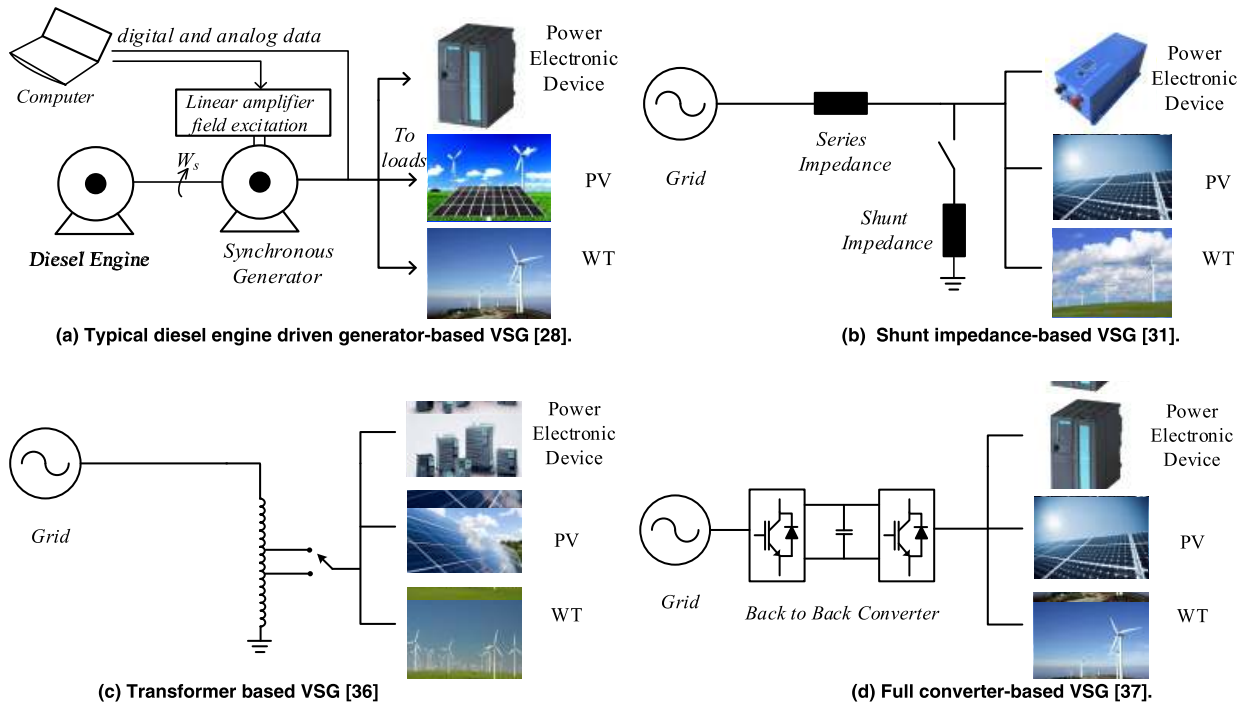 digital and analog data
Computer
Linear amplifier
field excitation
To
loads
Wₛ
Diesel Engine
Synchronous
Generator
Power
Electronic
Device
PV
WT
(a) Typical diesel engine driven generator-based VSG [28].
Grid
Series
Impedance
Shunt
Impedance
Power
Electronic
Device
PV
WT
(b) Shunt impedance-based VSG [31].
Grid
Power
Electronic
Device
PV
WT
(c) Transformer based VSG [36]
Grid
Back to Back Converter
Power
Electronic
Device
PV
WT
(d) Full converter-based VSG [37].